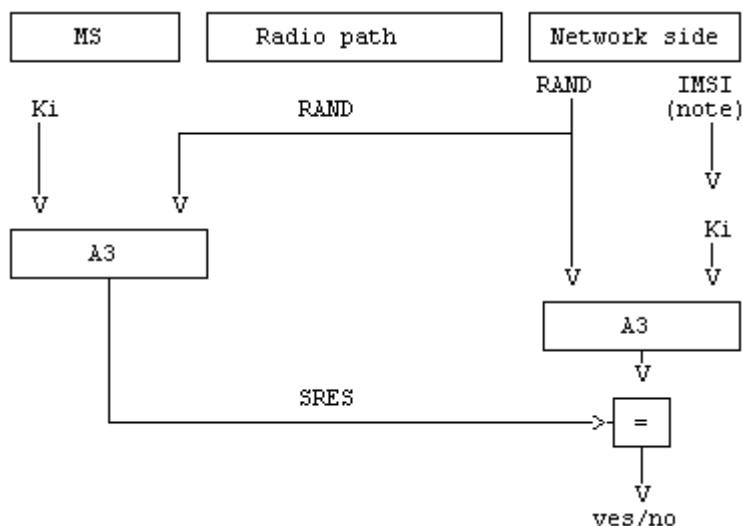 MS
Radio path
Network side
RAND
IMSI
(note)
Ki
RAND
Ki
A3
A3
SRES
=
yes/no